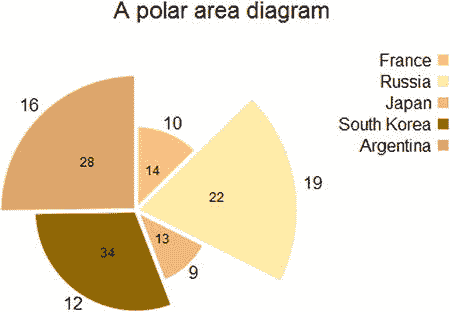 A polar area diagram
France
Russia
Japan
South Korea
Argentina
16
10
28
14
19
22
13
34
9
12